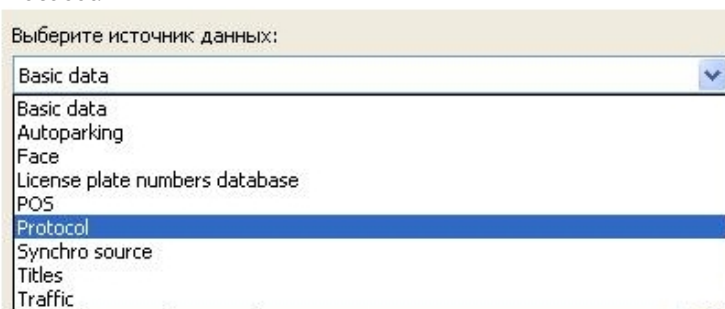 Выберите источник данных:
Basic data
Basic data
Autoparking
Face
License plate numbers database
POS
Protocol
Synchro source
Titles
Traffic